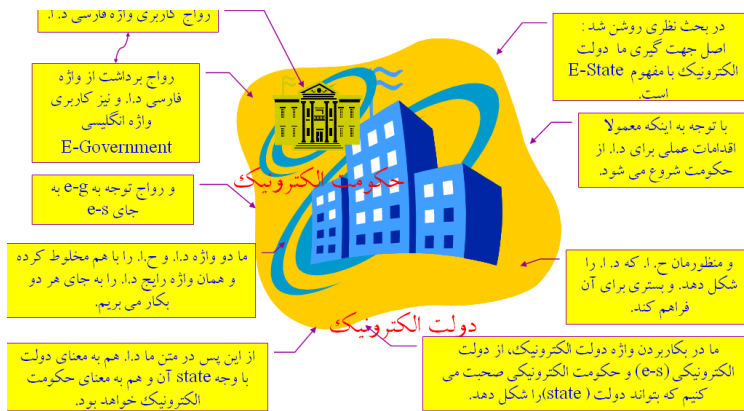 در بحث نظری روشن شد :
اصل جهت گیری ما دولت
الکترونیک با مفهوم E-State
است.
با توجه به اینکه معمولا
اقدامات عملی برای د.ا. از
حکومت شروع می شود.
و منظورمان ح. ا. که د. ا. را
شکل دهد. و بستری برای آن
فراهم کند.
ما در بکاربردن واژه دولت الکترونیک، از دولت
الکترونیکی (e-s) و حکومت الکترونیکی صحبت می
کنیم که بتواند دولت ( state)را شکل دهد.
رواج کاربری واژه فارسی د. ا.
رواج برداشت از واژه
فارسی د.ا. و نیز کاربری
واژه انگلیسی
E-Government
و رواج توجه به e-g به
جای e-s
ما دو واژه د.ا. و ح.ا. را با هم مخلوط کرده
و همان واژه رایج د.ا. را به جای هر دو
بکار می بریم.
از این پس در متن ما د.ا. هم به معنای دولت
با وجه state آن و هم به معنای حکومت
الکترونیک خواهد بود.
حکومت الکترونیک
دولت الکترونیک